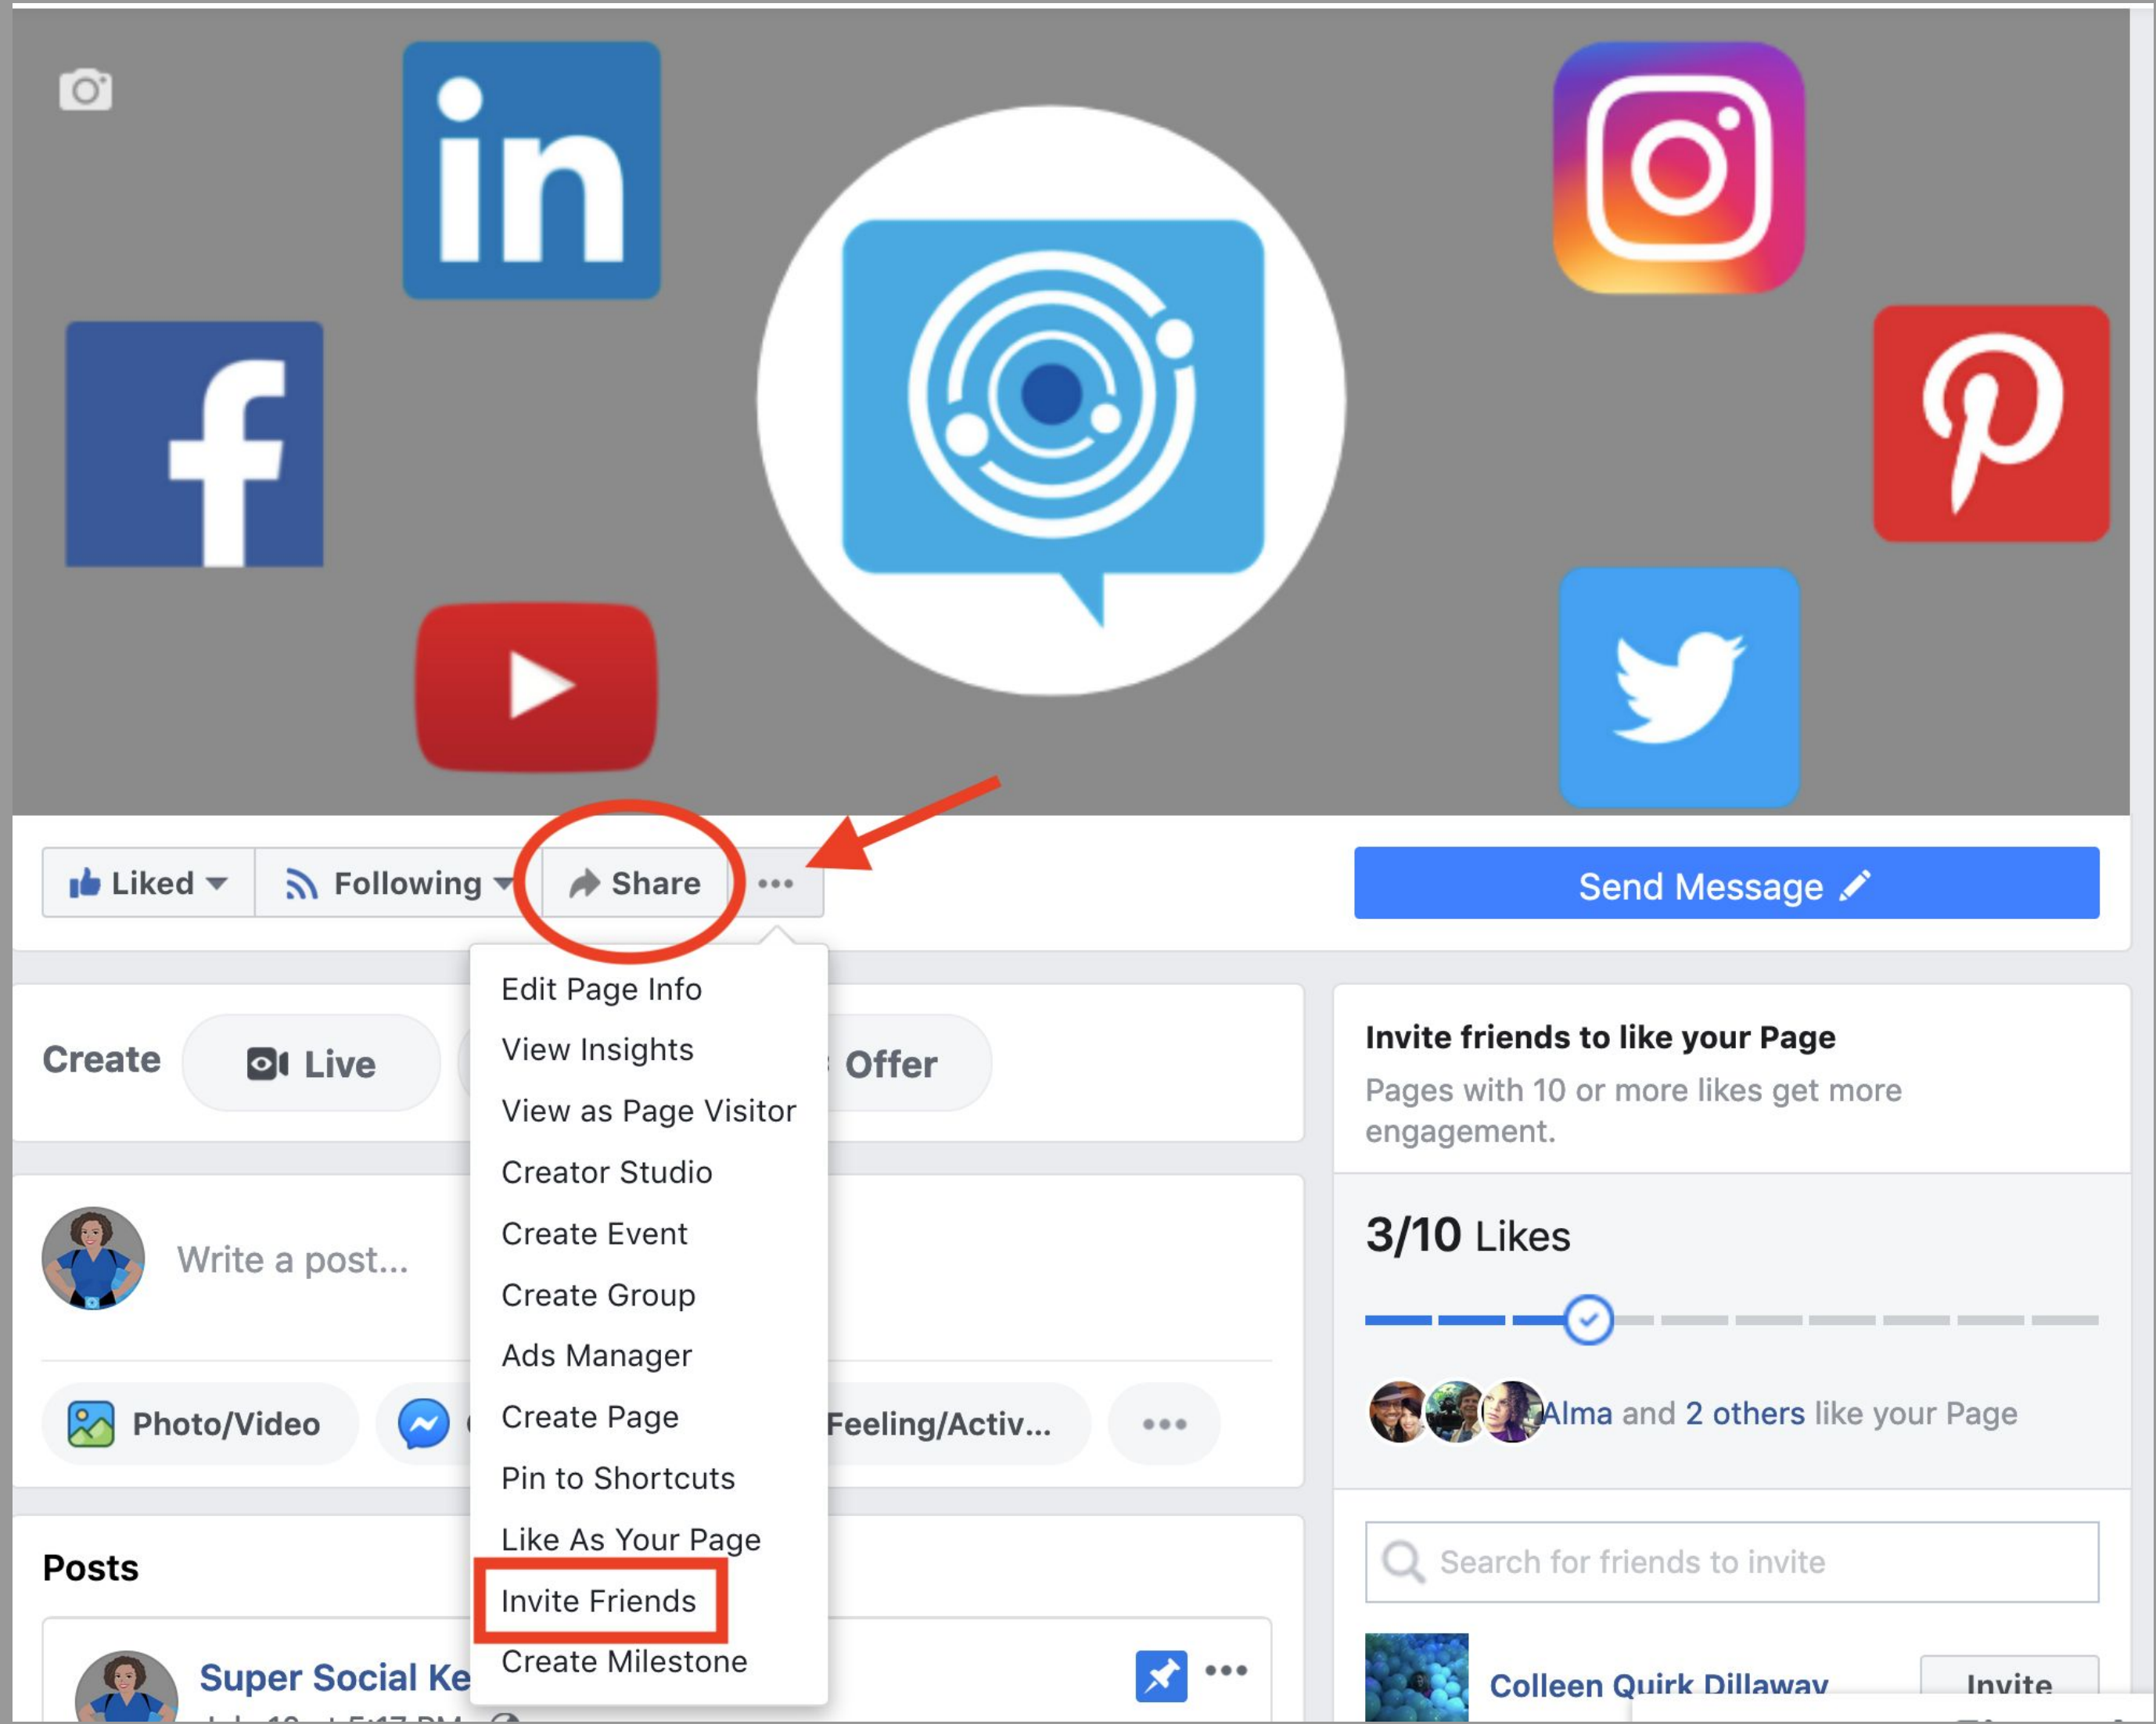 in
f
Liked
Following
Share
Send Message
Edit Page Info
View Insights
View as Page Visitor
Creator Studio
Create Event
Create Group
Ads Manager
Create Page
Pin to Shortcuts
Like As Your Page
Invite Friends
Create Milestone
Create
Live
Offer
Write a post...
Photo/Video
Feeling/Activ...
Posts
Super Social Ke
Invite friends to like your Page
Pages with 10 or more likes get more
engagement.
3/10 Likes
Alma and 2 others like your Page
Search for friends to invite
Colleen Quirk Dillaway
Invite